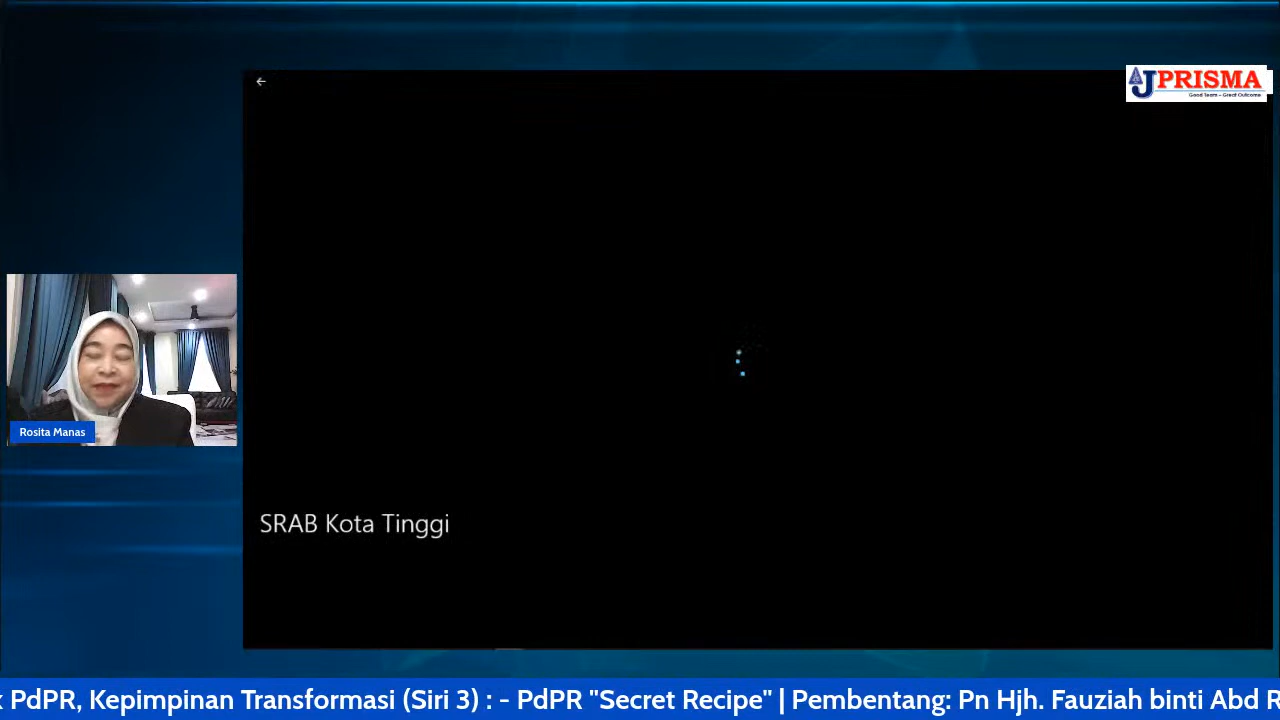 JPRISMA
Good Team - Great Outcome
Rosita Manas
SRAB Kota Tinggi
PdPR, Kepimpinan Transformasi (Siri 3) : - PdPR "Secret Recipe" | Pembentang: Pn Hjh. Fauziah binti Abd R